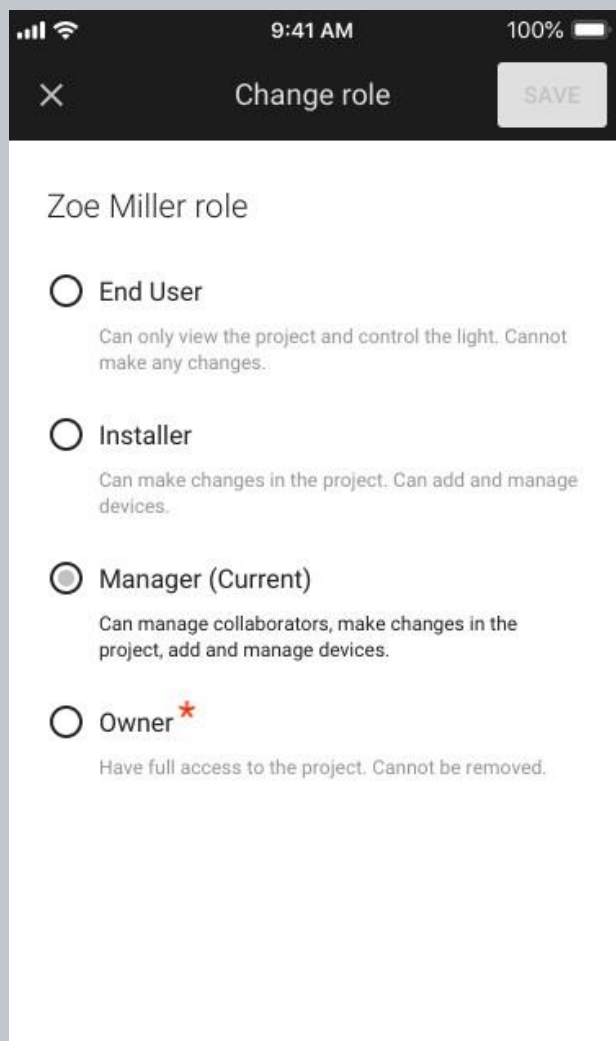 9:41 AM 100%
Change role SAVE
Zoe Miller role
End User
Can only view the project and control the light. Cannot
make any changes.
Installer
Can make changes in the project. Can add and manage
devices.
Manager (Current)
Can manage collaborators, make changes in the
project, add and manage devices.
Owner *
Have full access to the project. Cannot be removed.